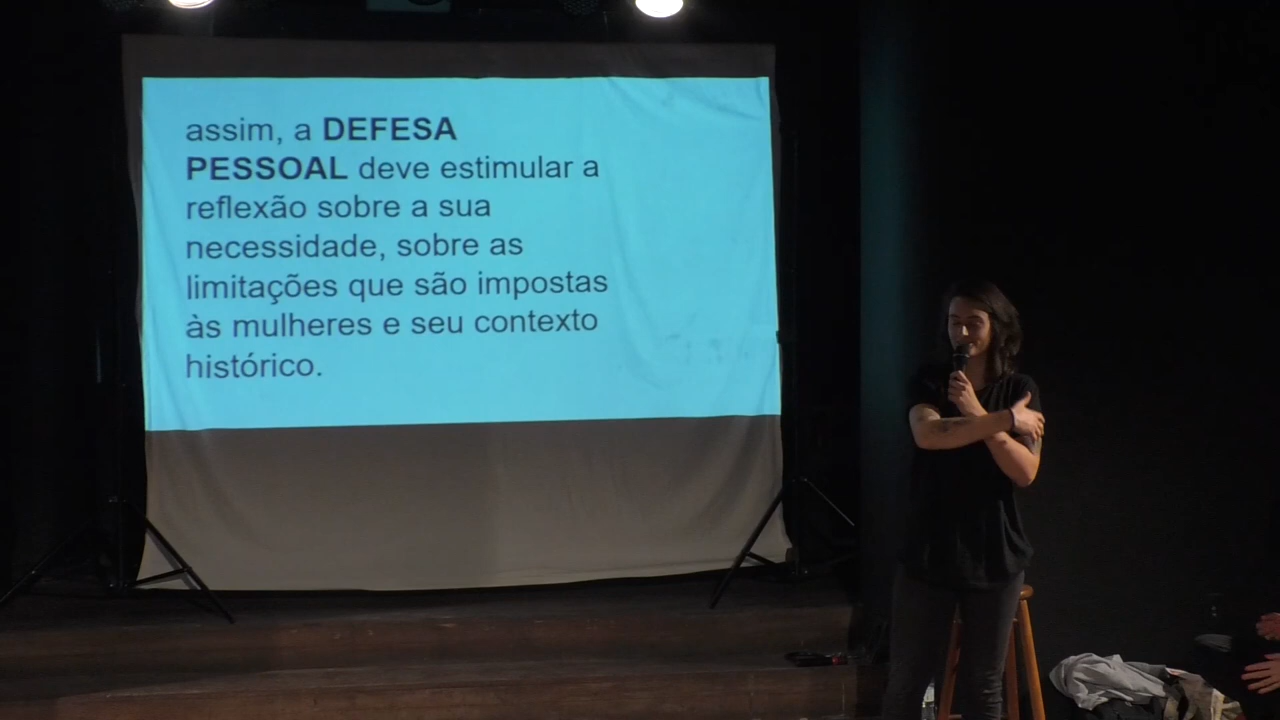 assim, a DEFESA
PESSOAL deve estimular a
reflexão sobre a sua
necessidade, sobre as
limitações que são impostas
às mulheres e seu contexto
histórico.